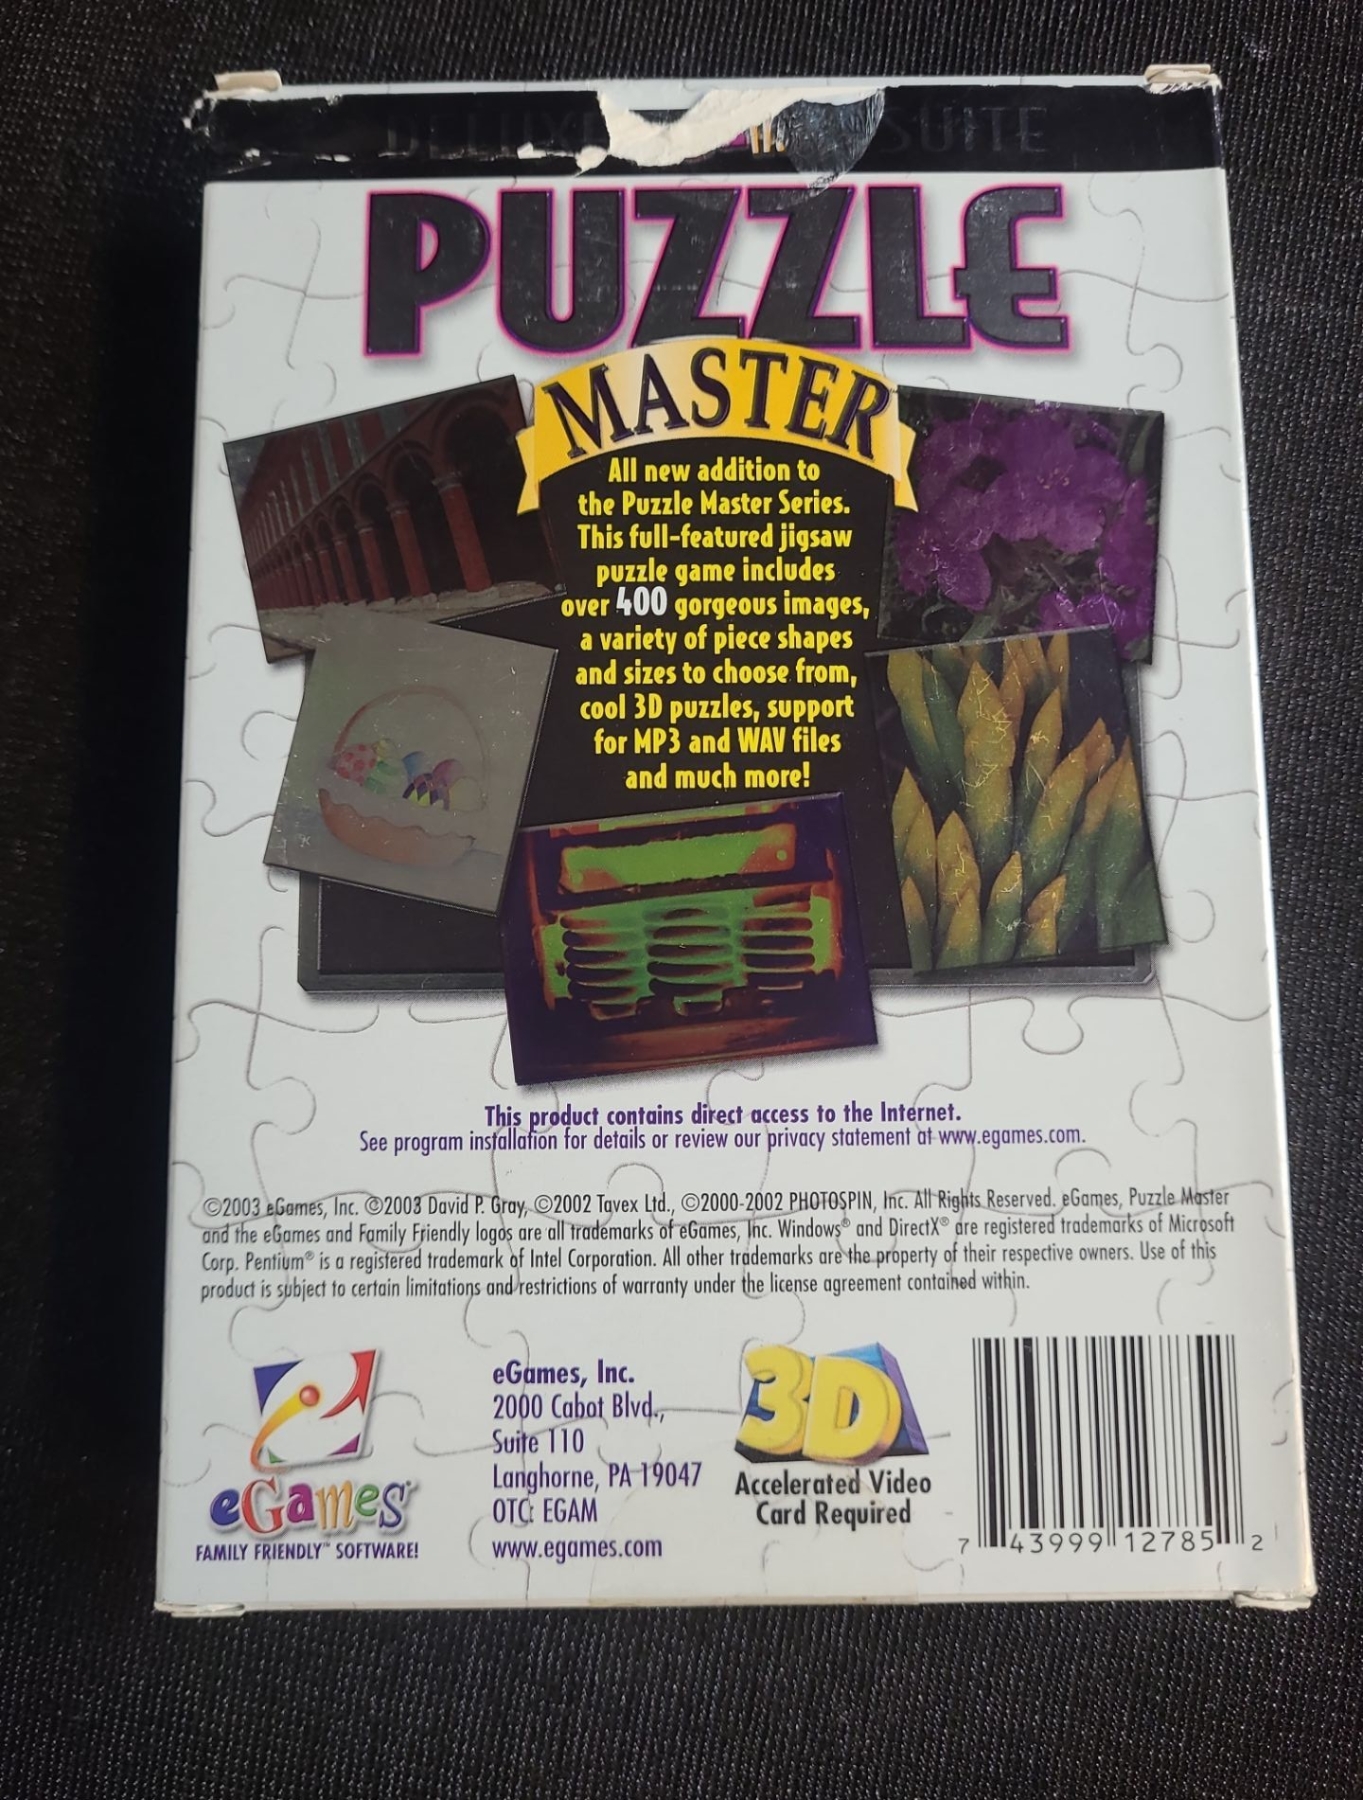 DELUXE SUITE
PUZZLE
MASTER
All new addition to
the Puzzle Master Series.
This full-featured jigsaw
puzzle game includes
over 400 gorgeous images,
a variety of piece shapes
and sizes to choose from,
cool 3D puzzles, support
for MP3 and WAV files
and much more!
This product contains direct access to the Internet.
See program installation for details or review our privacy statement at www.egames.com.
©2003 eGames, Inc. ©2003 David P. Gray, ©2002 Tavex Ltd., ©2000-2002 PHOTOSPIN, Inc. All Rights Reserved. eGames, Puzzle Master
and the eGames and Family Friendly logos are all trademarks of eGames, Inc. Windows® and DirectX® are registered trademarks of Microsoft
Corp. Pentium® is a registered trademark of Intel Corporation. All other trademarks are the property of their respective owners. Use of this
product is subject to certain limitations and restrictions of warranty under the license agreement contained within.
eGames
FAMILY FRIENDLY™ SOFTWARE!
eGames, Inc.
2000 Cabot Blvd.,
Suite 110
Langhorne, PA 19047
OTC: EGAM
www.egames.com
3D
Accelerated Video
Card Required
7 43999 12785 2